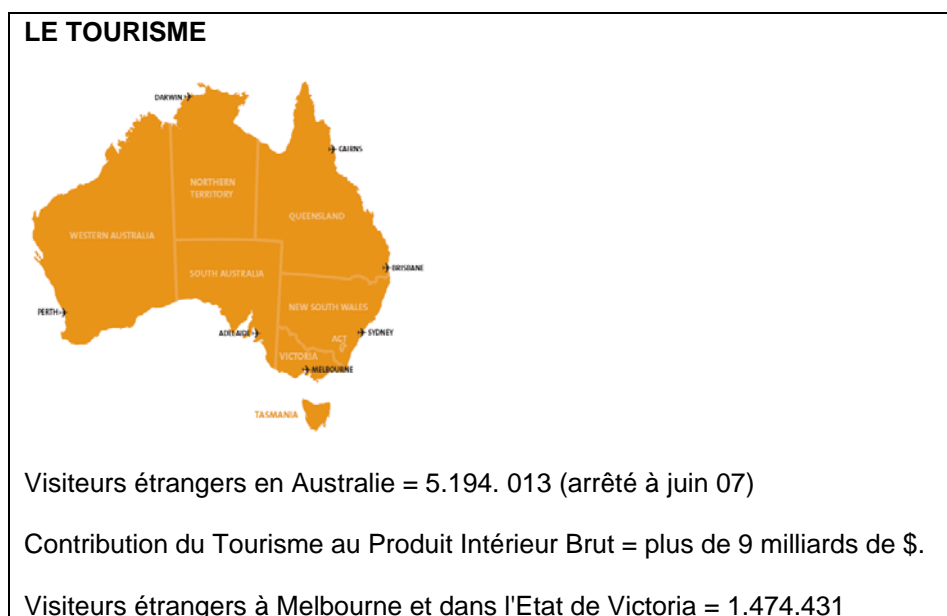 LE TOURISME
DARWIN
CAIRNS
NORTHERN
TERRITORY
QUEENSLAND
WESTERN AUSTRALIA
BRISBANE
SOUTH AUSTRALIA
NEW SOUTH WALES
PERTH
ADELAIDE
SYDNEY
ACT
VICTORIA
MELBOURNE
TASMANIA
Visiteurs étrangers en Australie = 5.194. 013 (arrêté à juin 07)
Contribution du Tourisme au Produit Intérieur Brut = plus de 9 milliards de $.
Visiteurs étrangers à Melbourne et dans l'Etat de Victoria = 1.474.431